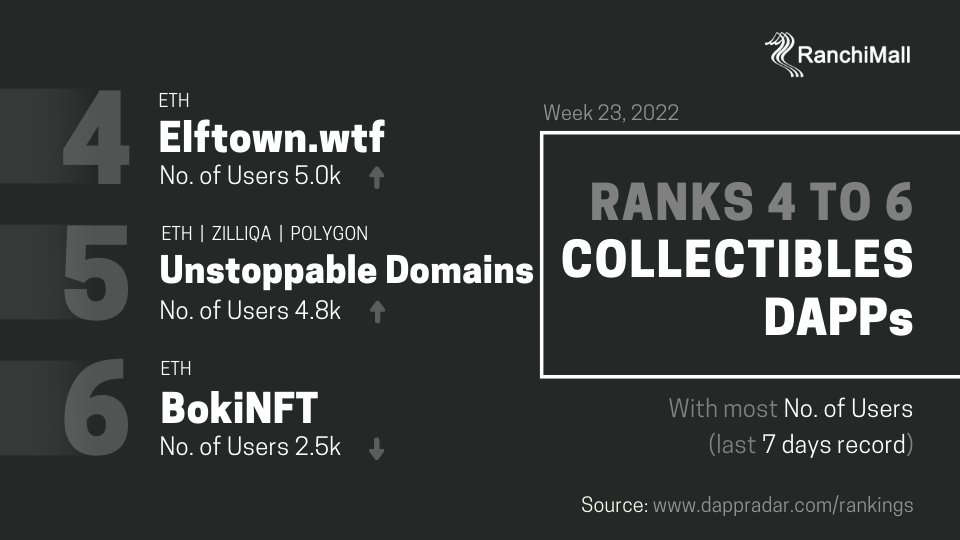 RanchiMall
4
ETH
Elftown.wtf
No. of Users 5.0k
5
ETH | ZILLIQA | POLYGON
Unstoppable Domains
No. of Users 4.8k
6
ETH
BokiNFT
No. of Users 2.5k
Week 23, 2022
RANKS 4 TO 6
COLLECTIBLES
DAPPs
With most No. of Users
(last 7 days record)
Source: www.dappradar.com/rankings